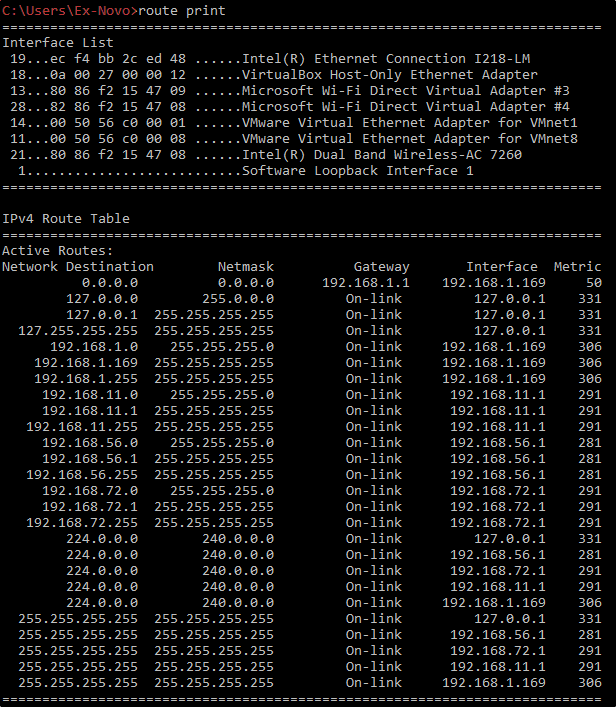 C:\Users\Ex-Novo>route print
===========================================================================
Interface List
 19...ec f4 bb 2c ed 48 ......Intel(R) Ethernet Connection I218-LM
 18...0a 00 27 00 00 12 ......VirtualBox Host-Only Ethernet Adapter
 13...80 86 f2 15 47 09 ......Microsoft Wi-Fi Direct Virtual Adapter #3
 28...82 86 f2 15 47 08 ......Microsoft Wi-Fi Direct Virtual Adapter #4
 14...00 50 56 c0 00 01 ......VMware Virtual Ethernet Adapter for VMnet1
 11...00 50 56 c0 00 08 ......VMware Virtual Ethernet Adapter for VMnet8
 21...80 86 f2 15 47 08 ......Intel(R) Dual Band Wireless-AC 7260
  1...........................Software Loopback Interface 1
===========================================================================
IPv4 Route Table
===========================================================================
Active Routes:
Network Destination        Netmask          Gateway       Interface  Metric
          0.0.0.0          0.0.0.0      192.168.1.1    192.168.1.169     50
        127.0.0.0        255.0.0.0         On-link         127.0.0.1    331
        127.0.0.1  255.255.255.255         On-link         127.0.0.1    331
  127.255.255.255  255.255.255.255         On-link         127.0.0.1    331
      192.168.1.0    255.255.255.0         On-link     192.168.1.169    306
    192.168.1.169  255.255.255.255         On-link     192.168.1.169    306
    192.168.1.255  255.255.255.255         On-link     192.168.1.169    306
     192.168.11.0    255.255.255.0         On-link      192.168.11.1    291
     192.168.11.1  255.255.255.255         On-link      192.168.11.1    291
   192.168.11.255  255.255.255.255         On-link      192.168.11.1    291
     192.168.56.0    255.255.255.0         On-link      192.168.56.1    281
     192.168.56.1  255.255.255.255         On-link      192.168.56.1    281
   192.168.56.255  255.255.255.255         On-link      192.168.56.1    281
     192.168.72.0    255.255.255.0         On-link      192.168.72.1    291
     192.168.72.1  255.255.255.255         On-link      192.168.72.1    291
   192.168.72.255  255.255.255.255         On-link      192.168.72.1    291
        224.0.0.0        240.0.0.0         On-link         127.0.0.1    331
        224.0.0.0        240.0.0.0         On-link      192.168.56.1    281
        224.0.0.0        240.0.0.0         On-link      192.168.72.1    291
        224.0.0.0        240.0.0.0         On-link      192.168.11.1    291
        224.0.0.0        240.0.0.0         On-link     192.168.1.169    306
  255.255.255.255  255.255.255.255         On-link         127.0.0.1    331
  255.255.255.255  255.255.255.255         On-link      192.168.56.1    281
  255.255.255.255  255.255.255.255         On-link      192.168.72.1    291
  255.255.255.255  255.255.255.255         On-link      192.168.11.1    291
  255.255.255.255  255.255.255.255         On-link     192.168.1.169    306
===========================================================================